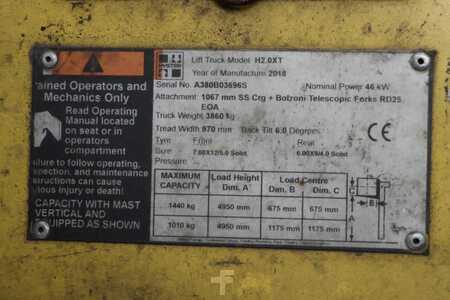 HYSTER
Lift Truck Model H2.0XT
Year of Manufacture 2018
Serial No. A380B03696S Nominal Power 46 kW
Attachment 1067 mm SS Crg + Bolzoni Telescopic Forks RD25
EOA
Truck Weight 3860 kg
Tread Width 970 mm Back Tilt 6.0 Degrees
Tyre Front Rear
Size 7.00X12/5.0 Solid 6.00X9/4.0 Solid
Pressure
MAXIMUM CAPACITY Load Height Dim. A Load Centre Dim. B Dim. C
1440 kg 4950 mm 675 mm 675 mm
1010 kg 4950 mm 1175 mm 1175 mm
B
A
ained Operators and
Mechanics Only
Read Operating
Manual located
on seat or in
operators
compartment
ailure to follow operating,
spection, and maintenance
structions can cause
ious injury or death!
CAPACITY WITH MAST
VERTICAL AND
QUIPPED AS SHOWN